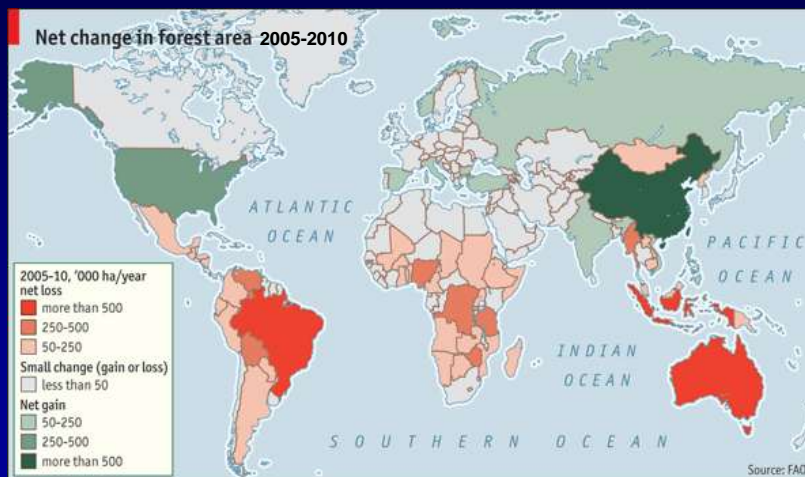 Net change in forest area 2005-2010
ATLANTIC
OCEAN
PACIFIC
OCEAN
INDIAN
OCEAN
SOUTHERN OCEAN
2005-10, '000 ha/year
net loss
more than 500
250-500
50-250
Small change (gain or loss)
less than 50
Net gain
50-250
250-500
more than 500
Source: FAO